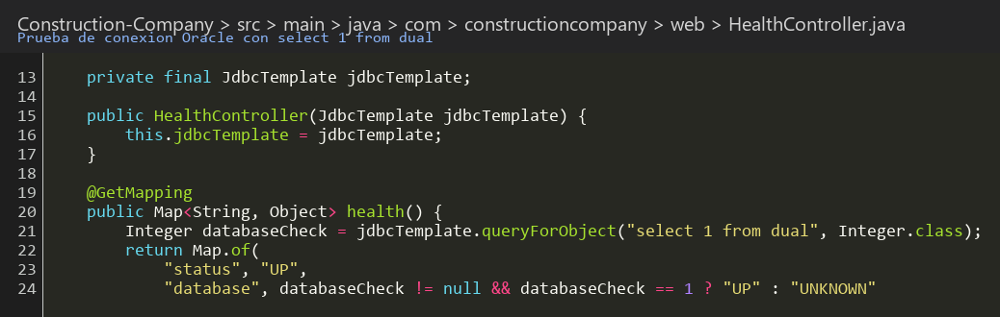 Construction-Company > src > main > java > com > constructioncompany > web > HealthController.java
Prueba de conexion Oracle con select 1 from dual
13    private final JdbcTemplate jdbcTemplate;
14
15    public HealthController(JdbcTemplate jdbcTemplate) {
16        this.jdbcTemplate = jdbcTemplate;
17    }
18
19    @GetMapping
20    public Map<String, Object> health() {
21        Integer databaseCheck = jdbcTemplate.queryForObject("select 1 from dual", Integer.class);
22        return Map.of(
23            "status", "UP",
24            "database", databaseCheck != null && databaseCheck == 1 ? "UP" : "UNKNOWN"